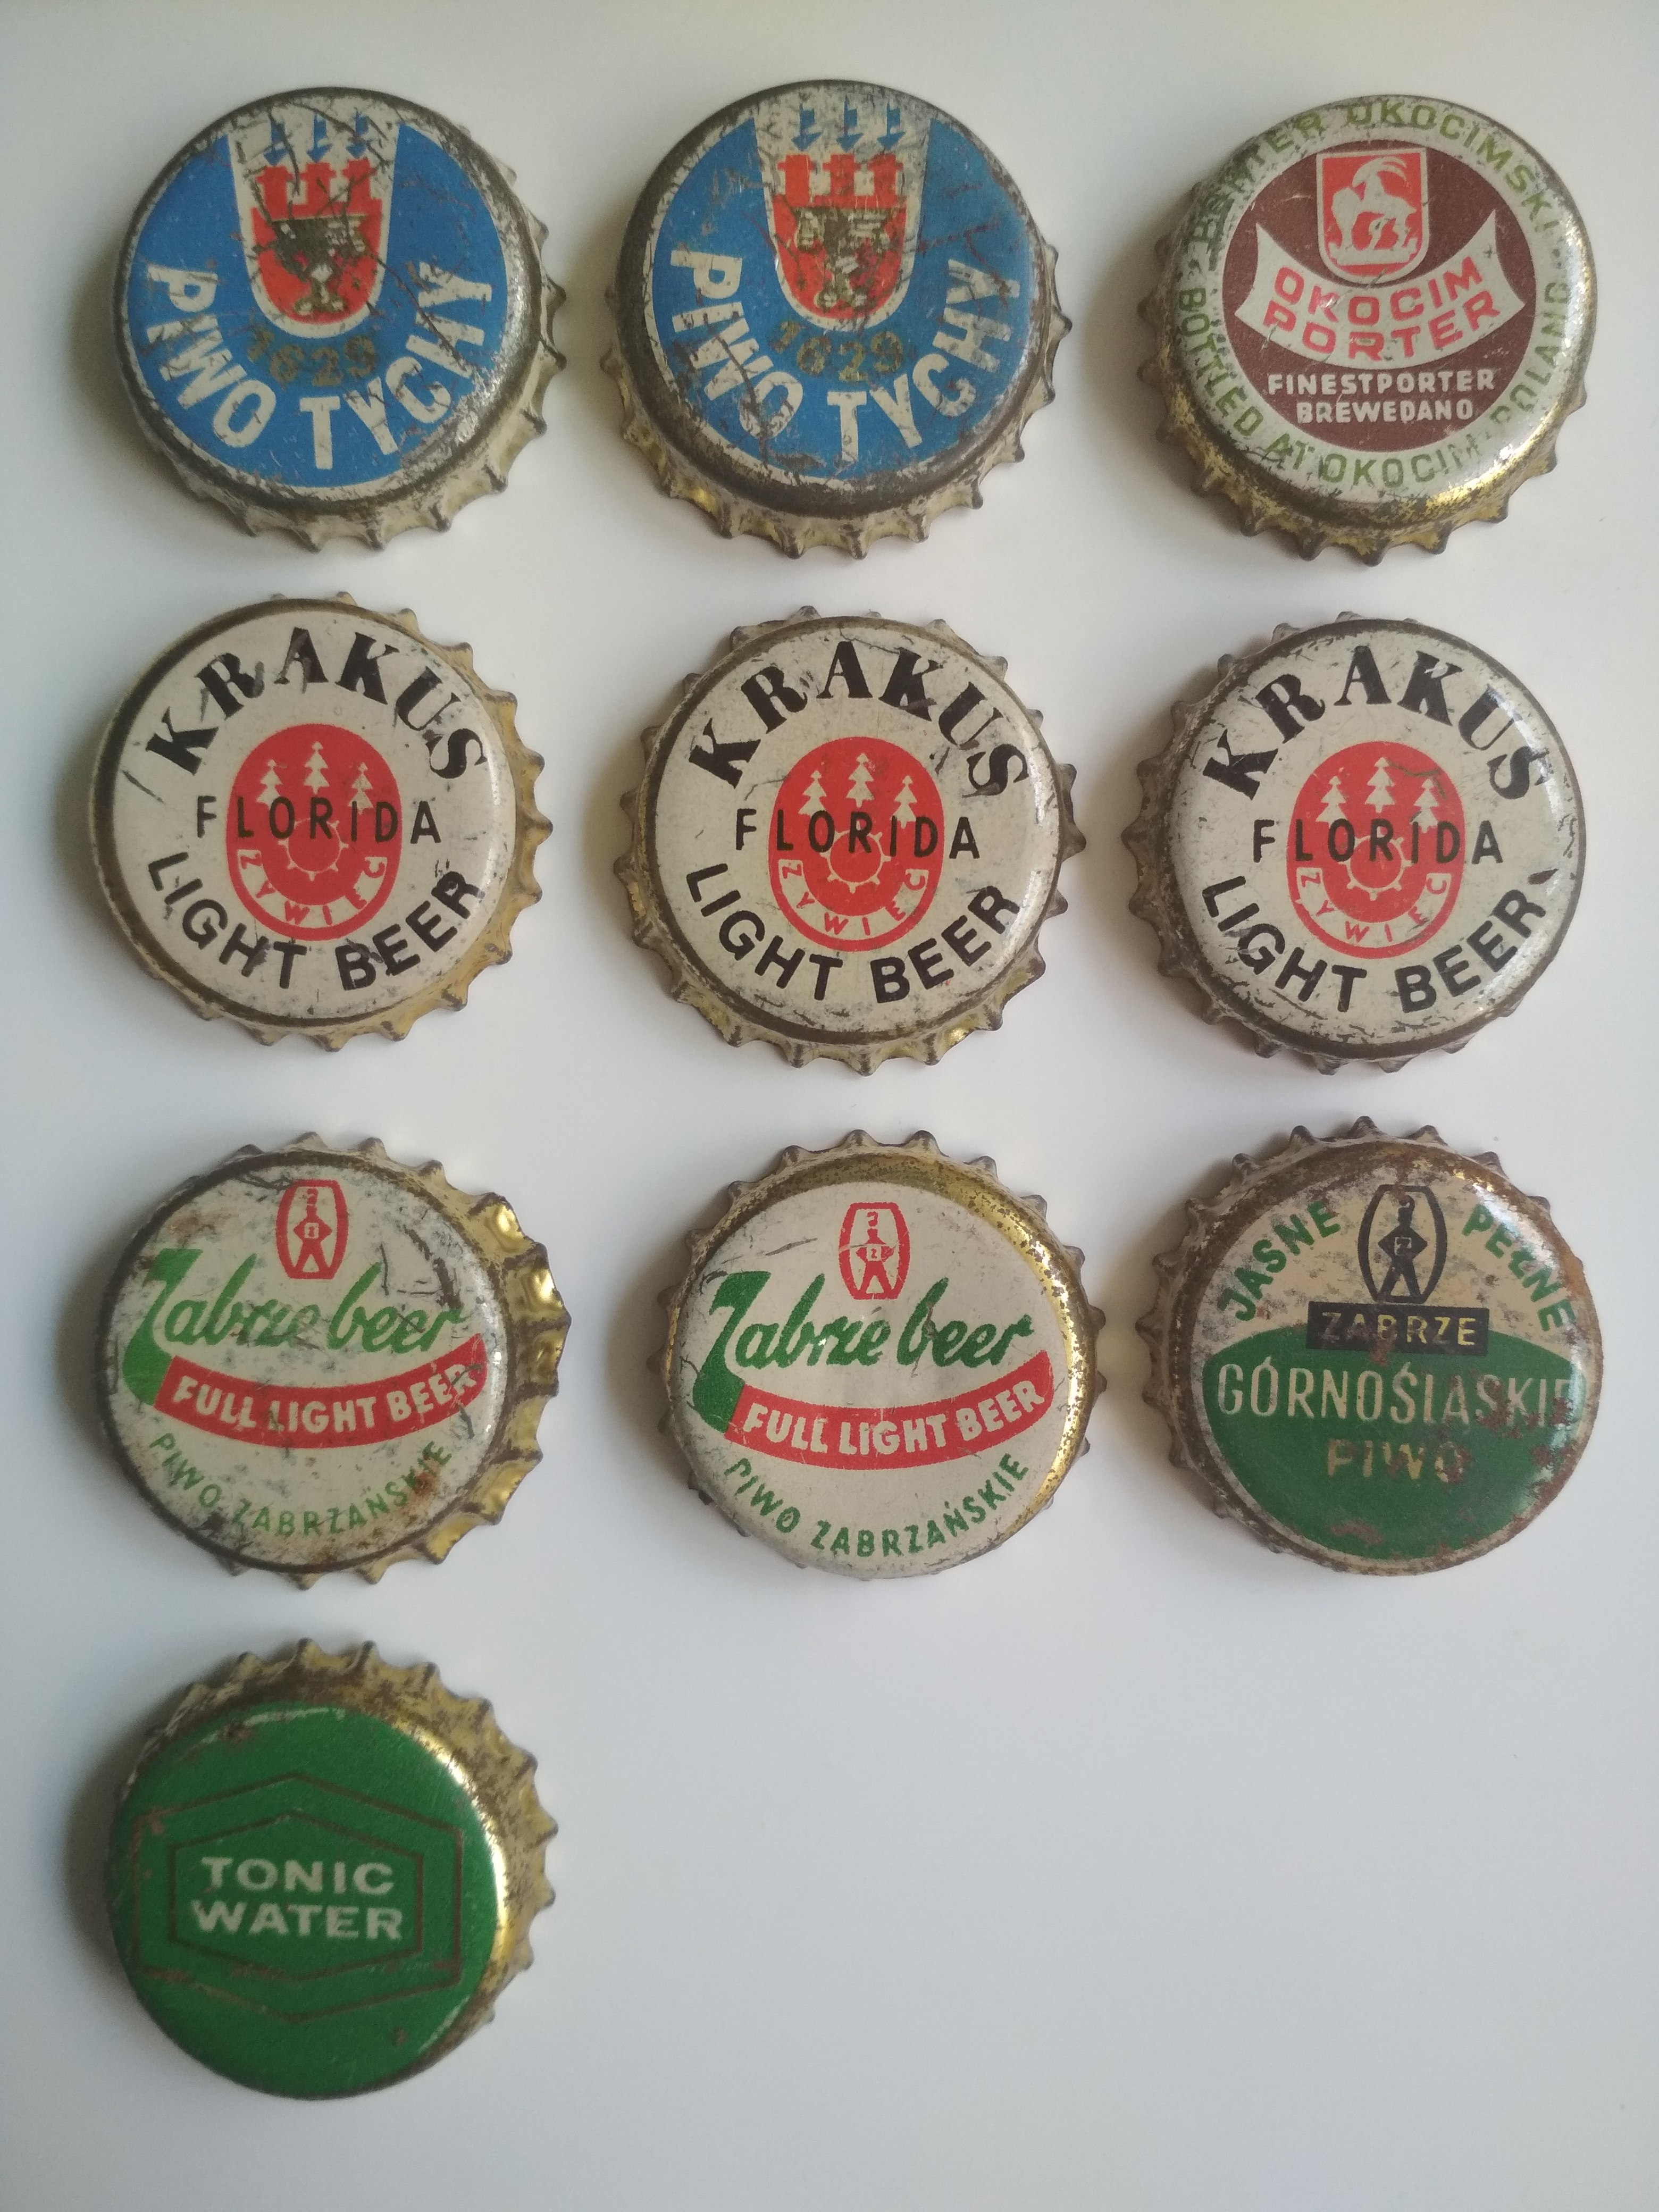 PIWO TYCHY
1629
PIWO TYCHY
1629
PORTER OKOCIMSKI
OKOCIM
PORTER
FINESTPORTER
BREWEDANO
BOTTLED AT OKOCIM-POLAND
KRAKUS
FLORIDA
ŻYWIEC
LIGHT BEER
KRAKUS
FLORIDA
ŻYWIEC
LIGHT BEER
KRAKUS
FLORIDA
ŻYWIEC
LIGHT BEER
Zabrze beer
FULL LIGHT BEER
PIWO ZABRZAŃSKIE
Zabrze beer
FULL LIGHT BEER
PIWO ZABRZAŃSKIE
JASNE PEŁNE
ZABRZE
GÓRNOŚLĄSKIE
PIWO
TONIC
WATER